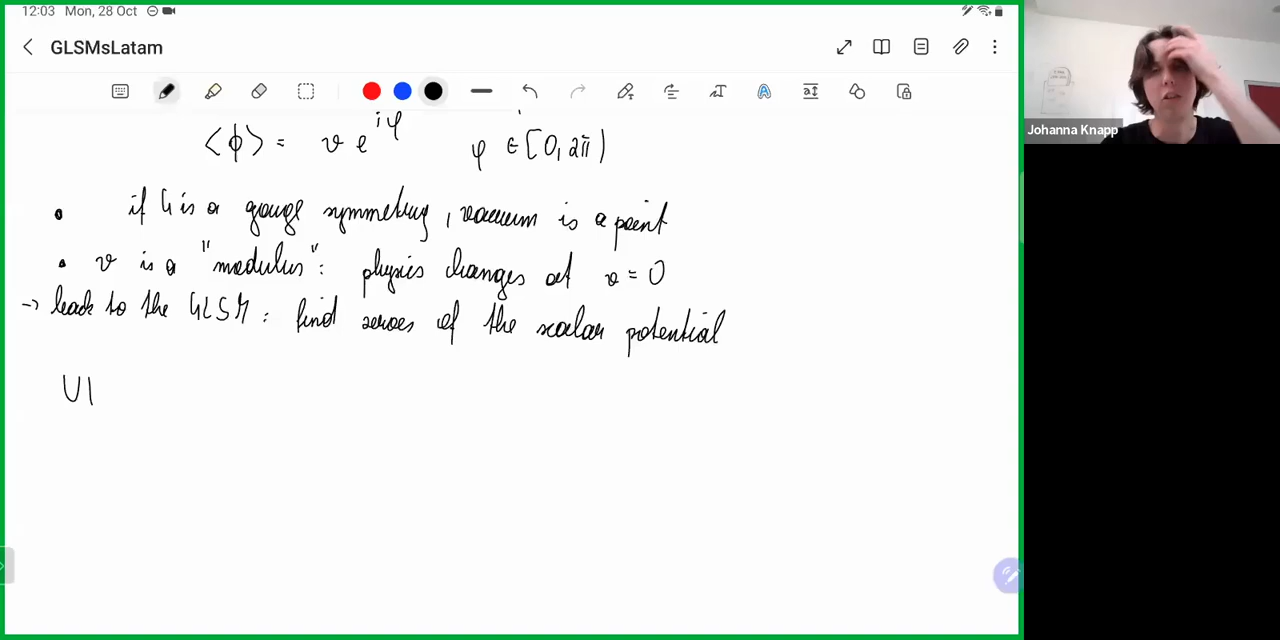 12:03 Mon, 28 Oct
GLSMsLatam
⟨ϕ⟩ = v e^{iφ} φ ∈ [0, 2π)
• if G is a gauge symmetry, vacuum is a point
• v is a "modulus": physics changes at v = 0
→ back to the GLSM: find zeroes of the scalar potential
U(
Johanna Knapp